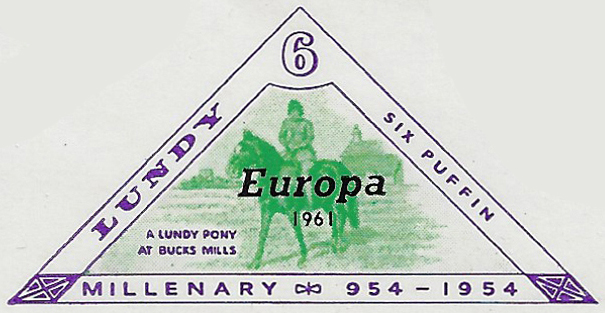 6
LUNDY
SIX PUFFIN
Europa
1961
A LUNDY PONY
AT BUCKS MILLS
MILLENARY 954-1954